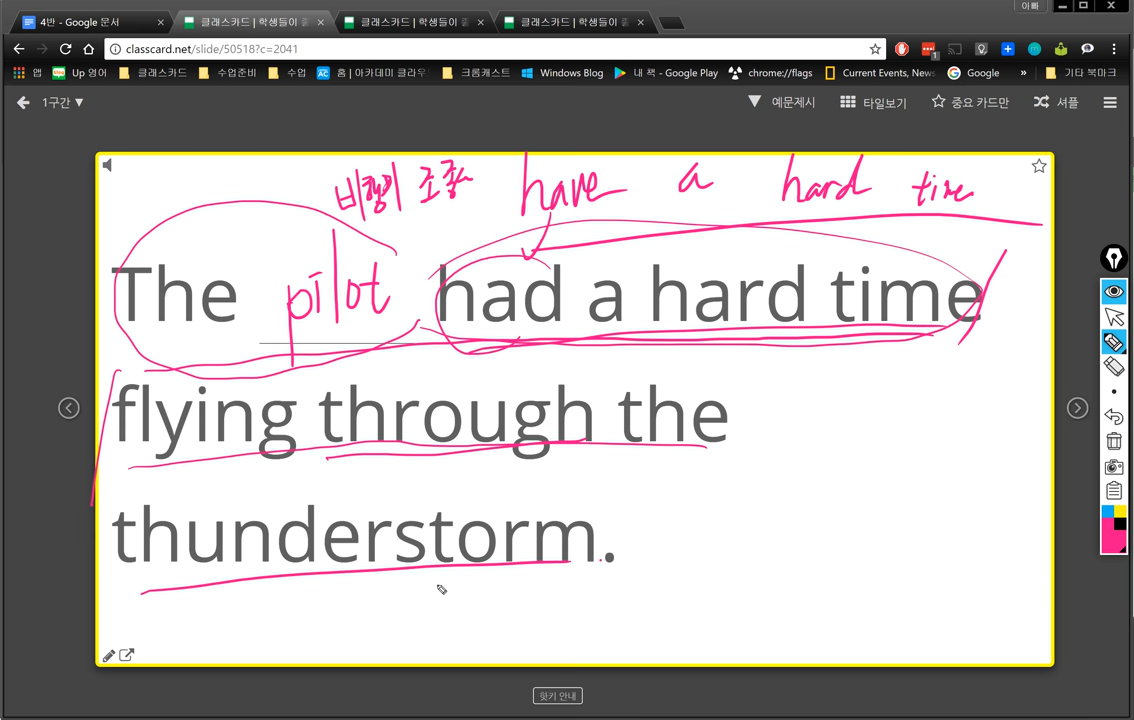 아빠
4반 - Google 문서
클래스카드 | 학생들이 좋
클래스카드 | 학생들이 좋
클래스카드 | 학생들이 좋
classcard.net/slide/50518?c=2041
앱 Up 영어 클래스카드 수업준비 수업 홈 | 아카데미 클라우 크롬캐스트 Windows Blog 내 책 - Google Play chrome://flags Current Events, News Google » 기타 북마크
1구간 ▼ ▼ 예문제시 타일보기 중요 카드만 셔플
비행기 조종 have a hard time
The pilot had a hard time
flying through the
thunderstorm.
핫키 안내